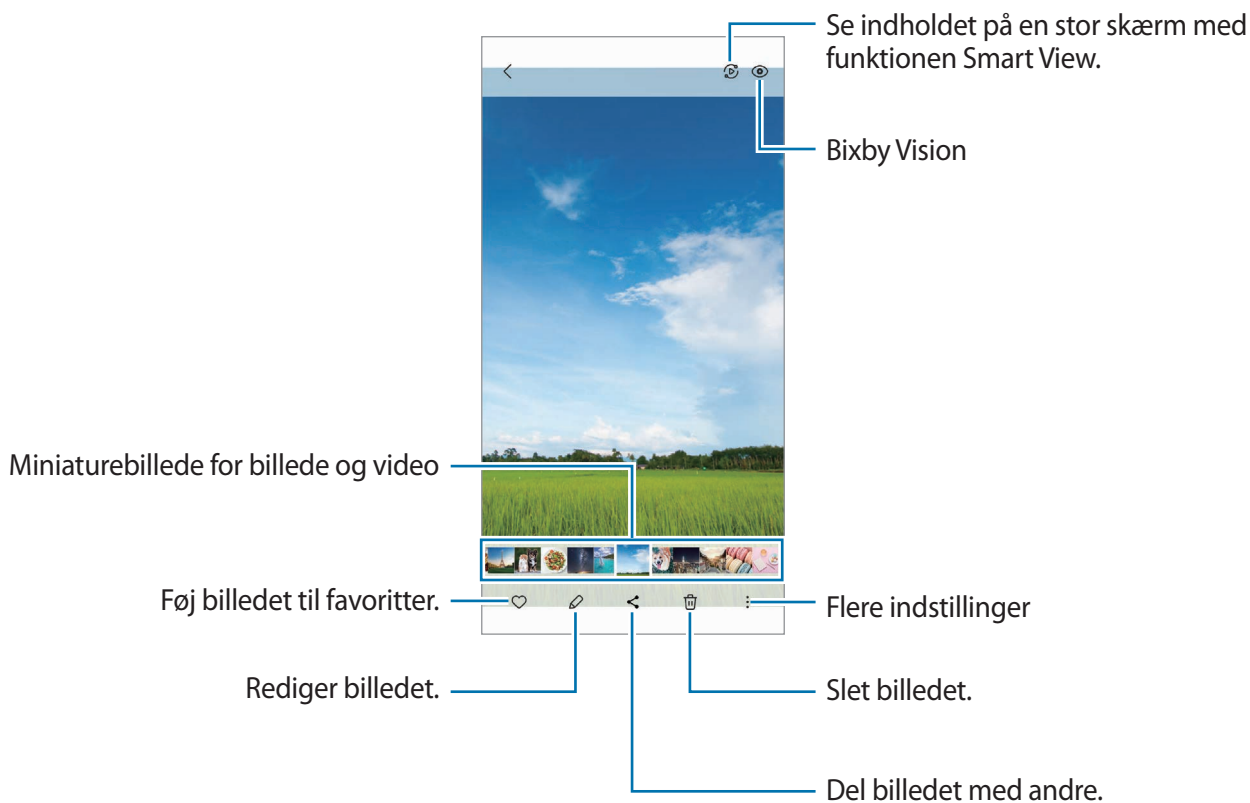 Se indholdet på en stor skærm med
funktionen Smart View.
Bixby Vision
Miniaturebillede for billede og video
Føj billedet til favoritter.
Flere indstillinger
Rediger billedet.
Slet billedet.
Del billedet med andre.